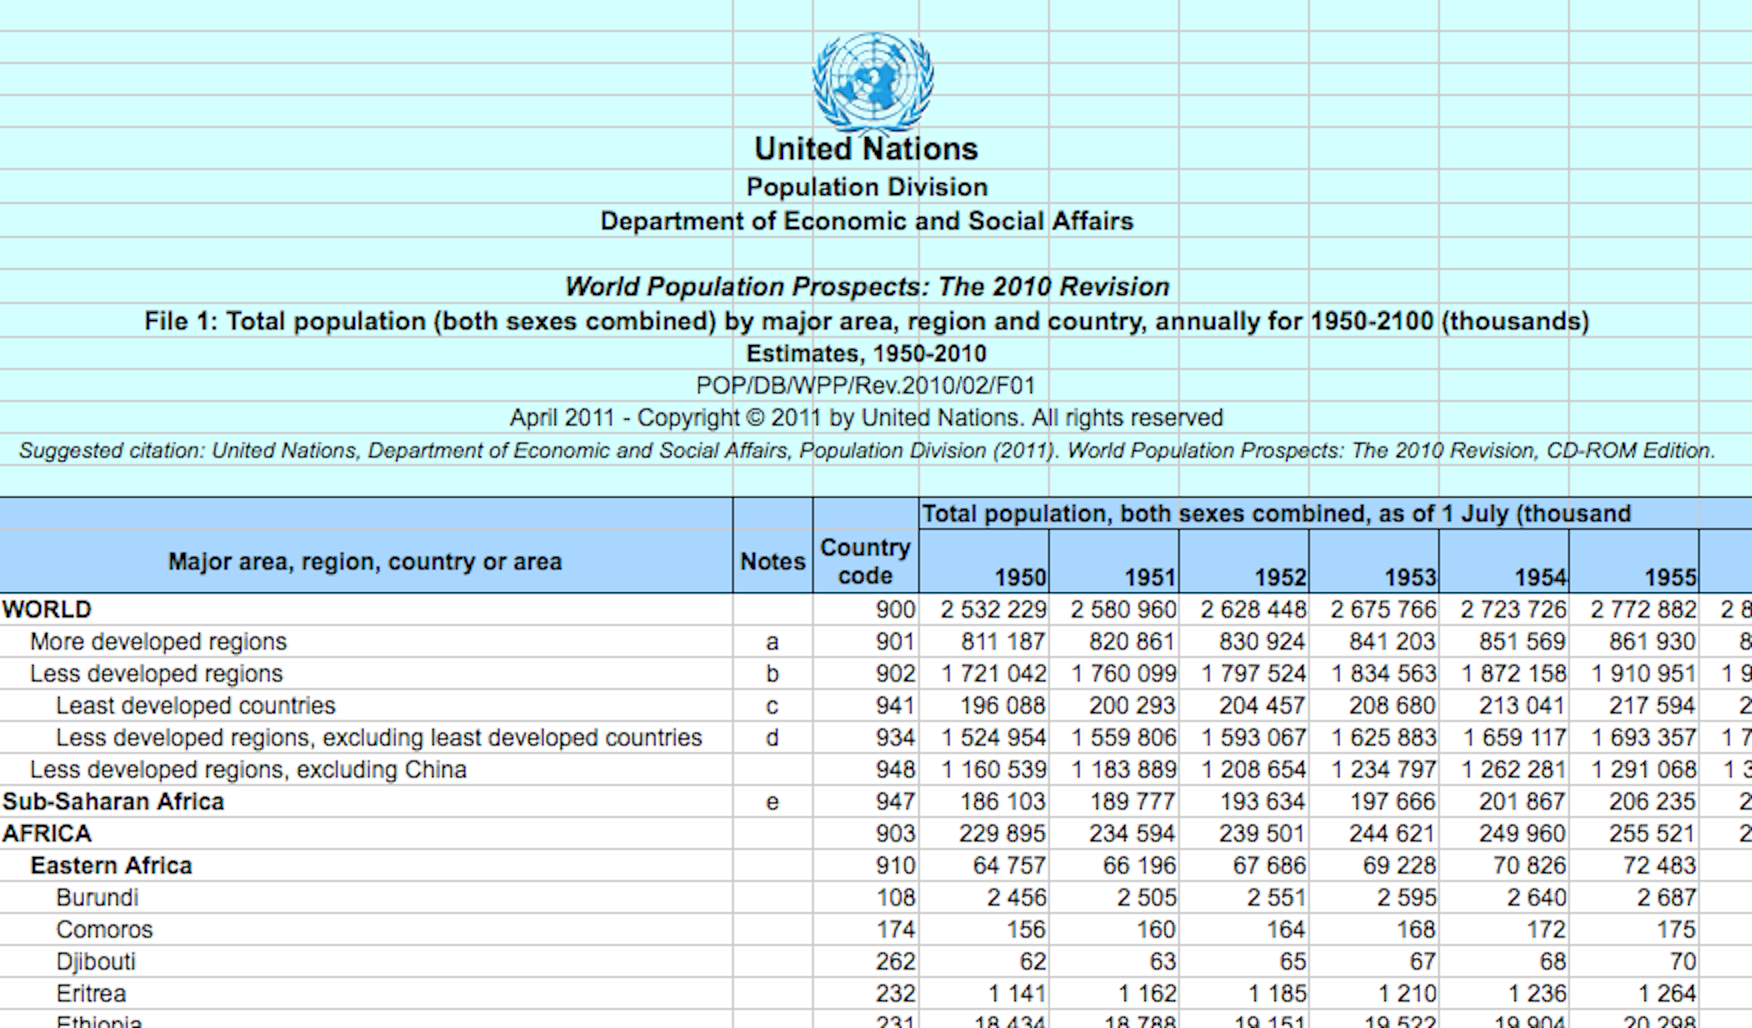 United Nations
Population Division
Department of Economic and Social Affairs
World Population Prospects: The 2010 Revision
File 1: Total population (both sexes combined) by major area, region and country, annually for 1950-2100 (thousands)
Estimates, 1950-2010
POP/DB/WPP/Rev.2010/02/F01
April 2011 - Copyright © 2011 by United Nations. All rights reserved
Suggested citation: United Nations, Department of Economic and Social Affairs, Population Division (2011). World Population Prospects: The 2010 Revision, CD-ROM Edition.
Total population, both sexes combined, as of 1 July (thousand
Major area, region, country or area Notes Country code 1950 1951 1952 1953 1954 1955
WORLD 900 2 532 229 2 580 960 2 628 448 2 675 766 2 723 726 2 772 882 2 8
More developed regions a 901 811 187 820 861 830 924 841 203 851 569 861 930 8
Less developed regions b 902 1 721 042 1 760 099 1 797 524 1 834 563 1 872 158 1 910 951 1 9
Least developed countries c 941 196 088 200 293 204 457 208 680 213 041 217 594 2
Less developed regions, excluding least developed countries d 934 1 524 954 1 559 806 1 593 067 1 625 883 1 659 117 1 693 357 1 7
Less developed regions, excluding China 948 1 160 539 1 183 889 1 208 654 1 234 797 1 262 281 1 291 068 1 3
Sub-Saharan Africa e 947 186 103 189 777 193 634 197 666 201 867 206 235 2
AFRICA 903 229 895 234 594 239 501 244 621 249 960 255 521 2
Eastern Africa 910 64 757 66 196 67 686 69 228 70 826 72 483
Burundi 108 2 456 2 505 2 551 2 595 2 640 2 687
Comoros 174 156 160 164 168 172 175
Djibouti 262 62 63 65 67 68 70
Eritrea 232 1 141 1 162 1 185 1 210 1 236 1 264
Ethiopia 231 18 434 18 788 19 151 19 522 19 904 20 298